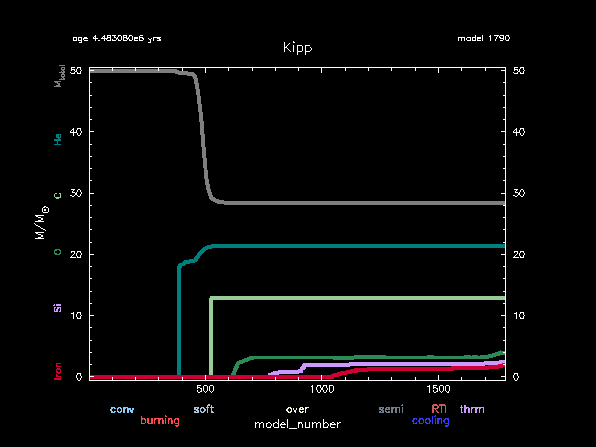 age 4.483080e6 yrs
model 1790
Kipp
M_total
He
C
O
Si
Iron
M/M☉
50
40
30
20
10
0
50
40
30
20
10
0
500
1000
1500
conv
soft
over
semi
RTI
thrm
burning
cooling
model_number